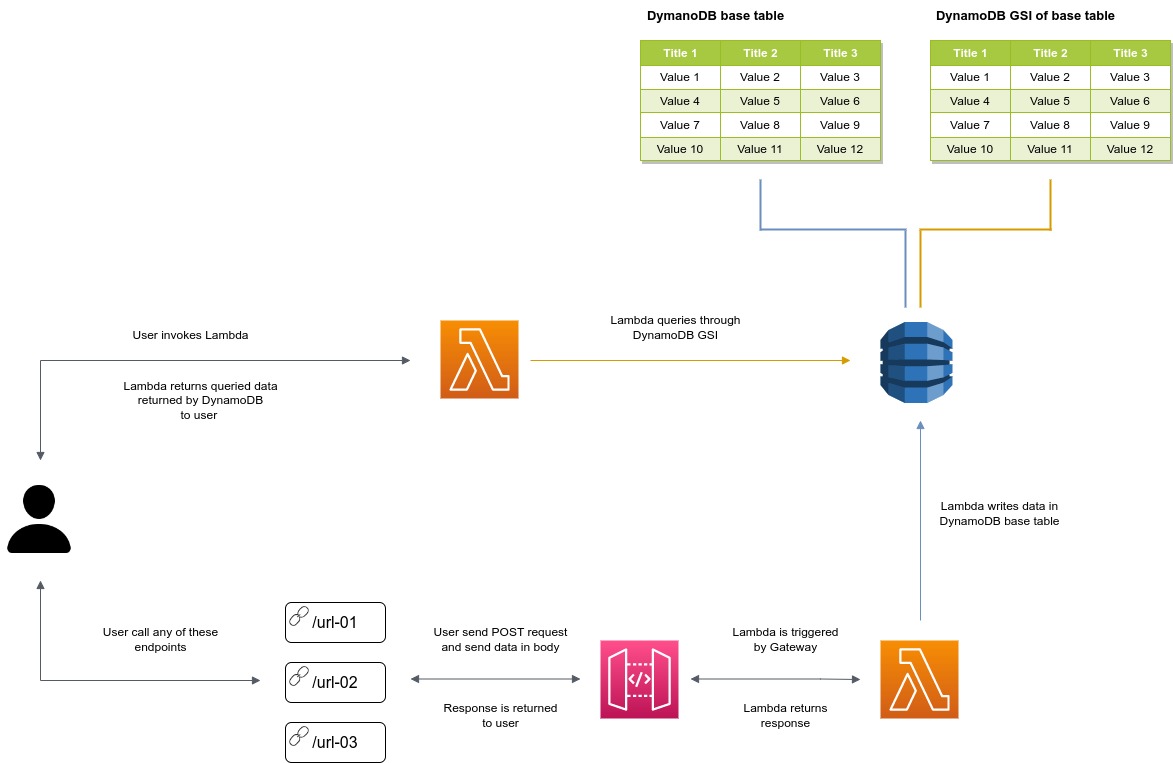 DymanoDB base table
DynamoDB GSI of base table
Title 1 Title 2 Title 3
Value 1 Value 2 Value 3
Value 4 Value 5 Value 6
Value 7 Value 8 Value 9
Value 10 Value 11 Value 12
Title 1 Title 2 Title 3
Value 1 Value 2 Value 3
Value 4 Value 5 Value 6
Value 7 Value 8 Value 9
Value 10 Value 11 Value 12
User invokes Lambda
Lambda returns queried data
returned by DynamoDB
to user
Lambda queries through
DynamoDB GSI
Lambda writes data in
DynamoDB base table
User call any of these
endpoints
/url-01
/url-02
/url-03
User send POST request
and send data in body
Response is returned
to user
</>
Lambda is triggered
by Gateway
Lambda returns
response